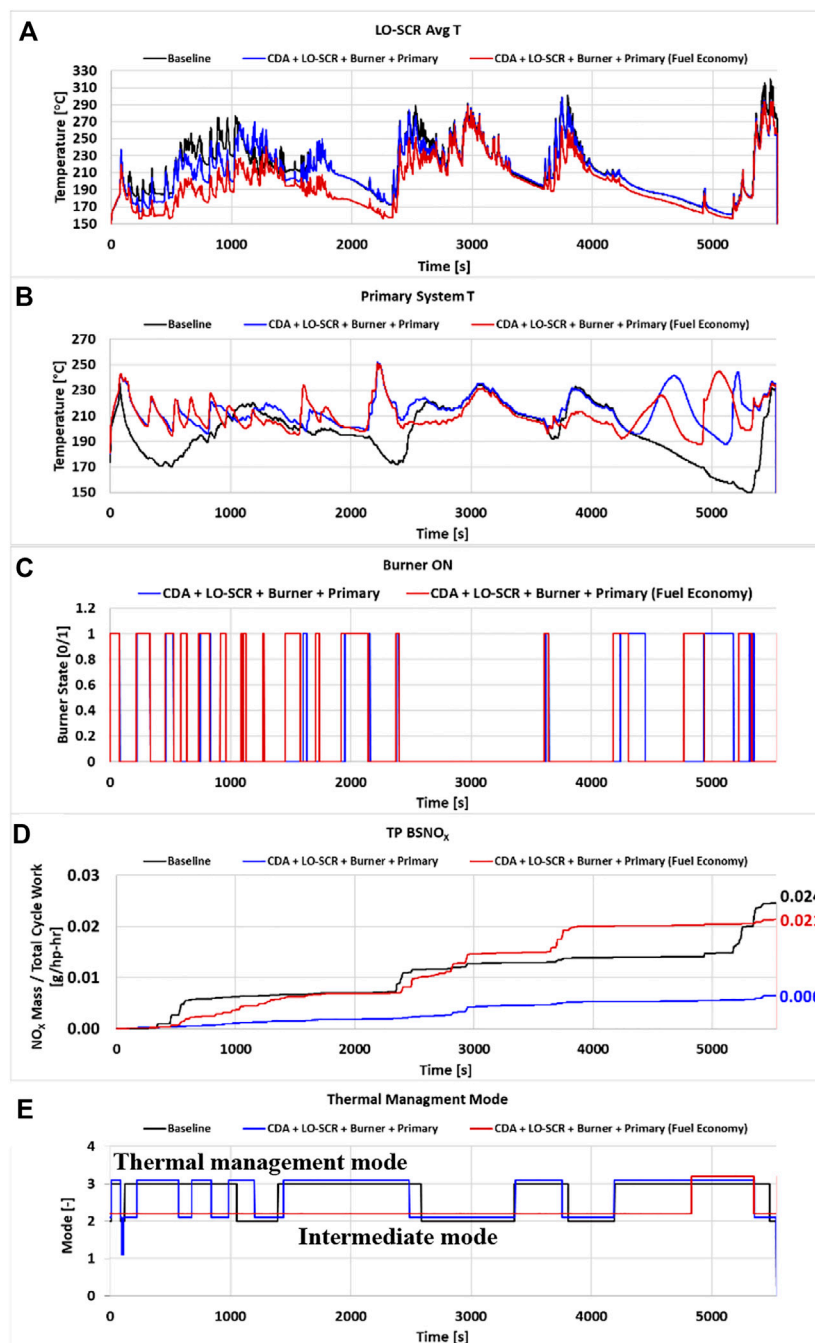 A
LO-SCR Avg T
Baseline CDA + LO-SCR + Burner + Primary CDA + LO-SCR + Burner + Primary (Fuel Economy)
Temperature [°C]
330
310
290
270
250
230
210
190
170
150
0 1000 2000 3000 4000 5000
Time [s]
B
Primary System T
Baseline CDA + LO-SCR + Burner + Primary CDA + LO-SCR + Burner + Primary (Fuel Economy)
Temperature [°C]
270
250
230
210
190
170
150
0 1000 2000 3000 4000 5000
Time [s]
C
Burner ON
CDA + LO-SCR + Burner + Primary CDA + LO-SCR + Burner + Primary (Fuel Economy)
Burner State [0/1]
1.2
1
0.8
0.6
0.4
0.2
0
0 1000 2000 3000 4000 5000
Time [s]
D
TP BSNOX
Baseline CDA + LO-SCR + Burner + Primary CDA + LO-SCR + Burner + Primary (Fuel Economy)
NOX Mass / Total Cycle Work
[g/hp-hr]
0.03
0.02
0.01
0.00
0.024
0.021
0.006
0 1000 2000 3000 4000 5000
Time [s]
E
Thermal Managment Mode
Baseline CDA + LO-SCR + Burner + Primary CDA + LO-SCR + Burner + Primary (Fuel Economy)
Mode [-]
4
3
2
1
0
Thermal management mode
Intermediate mode
0 1000 2000 3000 4000 5000
Time [s]